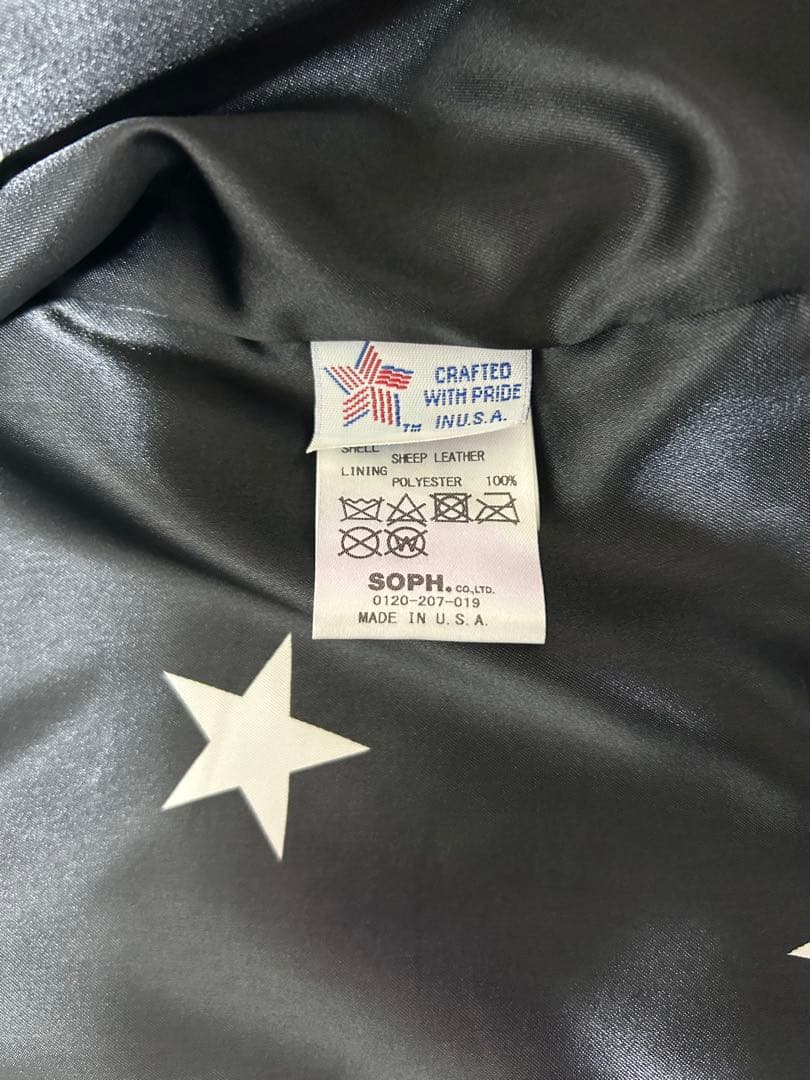 CRAFTED
WITH PRIDE
TM IN U.S.A.
SHELL
SHEEP LEATHER
LINING
POLYESTER 100%
W
SOPH. CO.,LTD.
0120-207-019
MADE IN U.S.A.